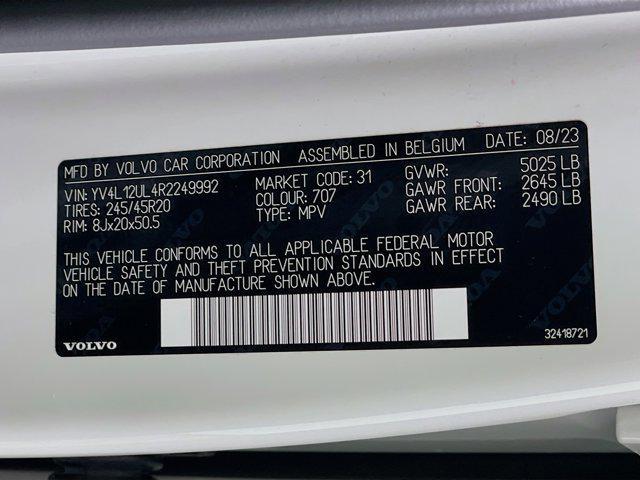 MFD BY VOLVO CAR CORPORATION ASSEMBLED IN BELGIUM DATE: 08/23
VIN: YV4L12UL4R2249992 MARKET CODE: 31 GVWR: 5025 LB
TIRES: 245/45R20 COLOUR: 707 GAWR FRONT: 2645 LB
RIM: 8Jx20x50.5 TYPE: MPV GAWR REAR: 2490 LB
THIS VEHICLE CONFORMS TO ALL APPLICABLE FEDERAL MOTOR
VEHICLE SAFETY AND THEFT PREVENTION STANDARDS IN EFFECT
ON THE DATE OF MANUFACTURE SHOWN ABOVE.
VOLVO 32418721